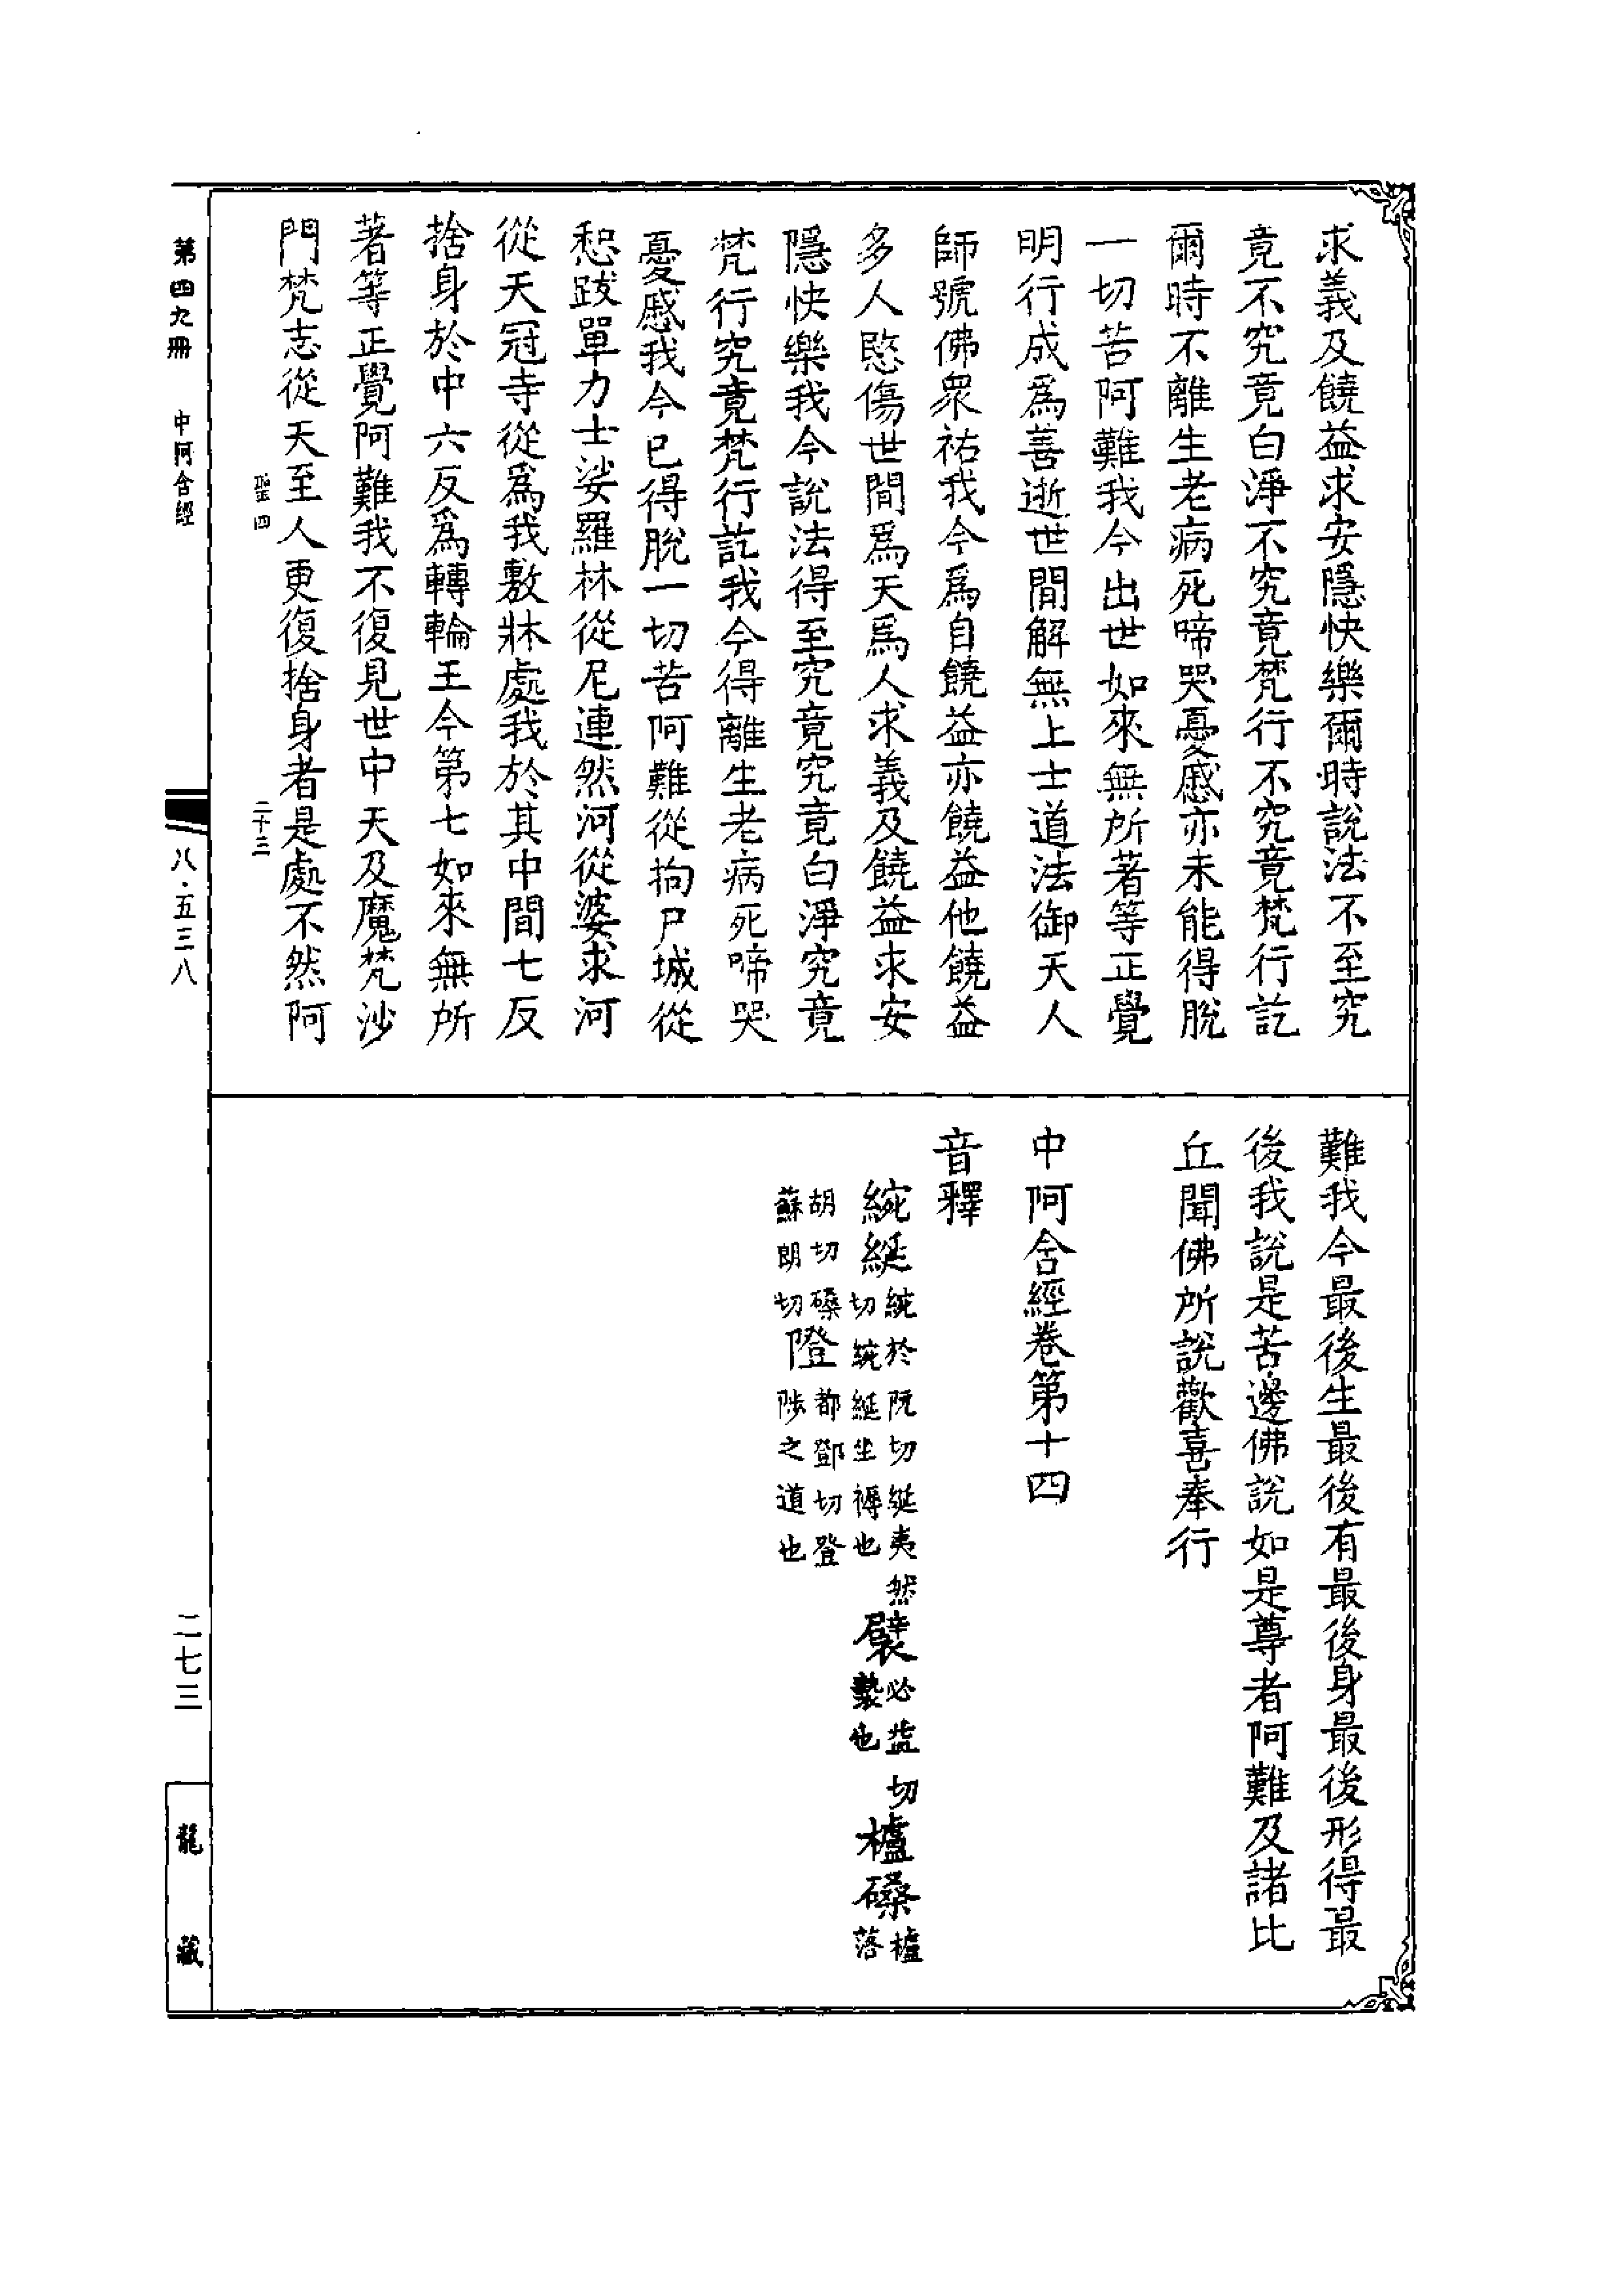 求義及饒益求安隱快樂爾時說法不至究
竟不究竟白淨不究竟梵行不究竟梵行訖
爾時不離生老病死啼哭憂慼亦未能得脫
一切苦阿難我今出世如來無所著等正覺
明行成爲善逝世間解無上士道法御天人
師號佛衆祐我今爲自饒益亦饒益他饒益
多人愍傷世間爲天爲人求義及饒益求安
隱快樂我今說法得至究竟究竟白淨究竟
梵行究竟梵行訖我今得離生老病死啼哭
憂慼我今已得脫一切苦阿難從拘尸城從
惒跋單力士娑羅林從尼連然河從婆求河
從天冠寺從爲我敷牀處我於其中間七反
捨身於中六反爲轉輪王今第七如來無所
著等正覺阿難我不復見世中天及魔梵沙
門梵志從天至人更復捨身者是處不然阿
聖四
二十三
難我今最後生最後有最後身最後形得最
後我說是苦邊佛說如是尊者阿難及諸比
丘聞佛所說歡喜奉行
中阿含經卷第十四
音釋
綩綖 綩於阮切綖夷然
切綩綖坐褥也
襞 必益切
襞也
櫨磉 櫨
落
胡切磉
蘇朗切
隥 都鄧切登
陟之道也
第四九冊 中阿含經
八·五三八
二七三
龍藏